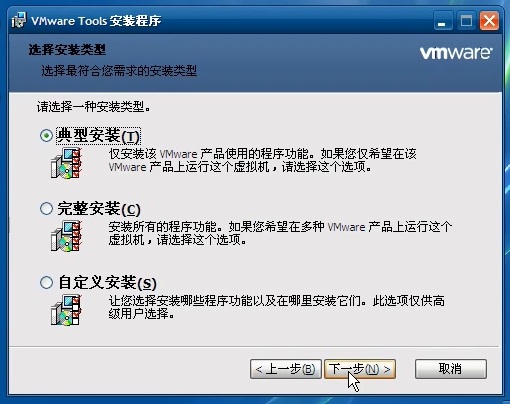 VMware Tools 安装程序
选择安装类型
选择最符合您需求的安装类型
vmware
请选择一种安装类型。
典型安装(T)
仅安装该 VMware 产品使用的程序功能。如果您仅希望在该
VMware 产品上运行这个虚拟机，请选择这个选项。
完整安装(C)
安装所有的程序功能。如果您希望在多种 VMware 产品上运行这个
虚拟机，请选择这个选项。
自定义安装(S)
让您选择安装哪些程序功能以及在哪里安装它们。此选项仅供高
级用户选择。
< 上一步(B) 下一步(N) > 取消